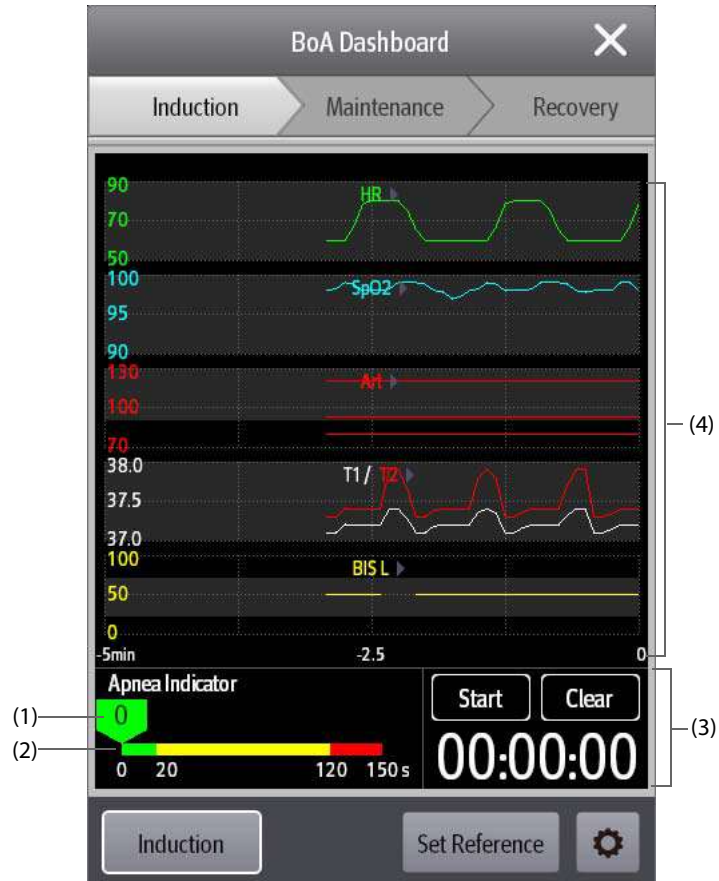 BoA Dashboard
Induction Maintenance Recovery
90
HR
70
50
100
SpO2
95
90
130
Art
100
70
38.0
T1 / T2
37.5
37.0
100
BIS L
50
0
-5min -2.5 0
(4)
Apnea Indicator
Start Clear
(1)
0
(2)
00:00:00
(3)
0 20 120 150 s
Induction Set Reference